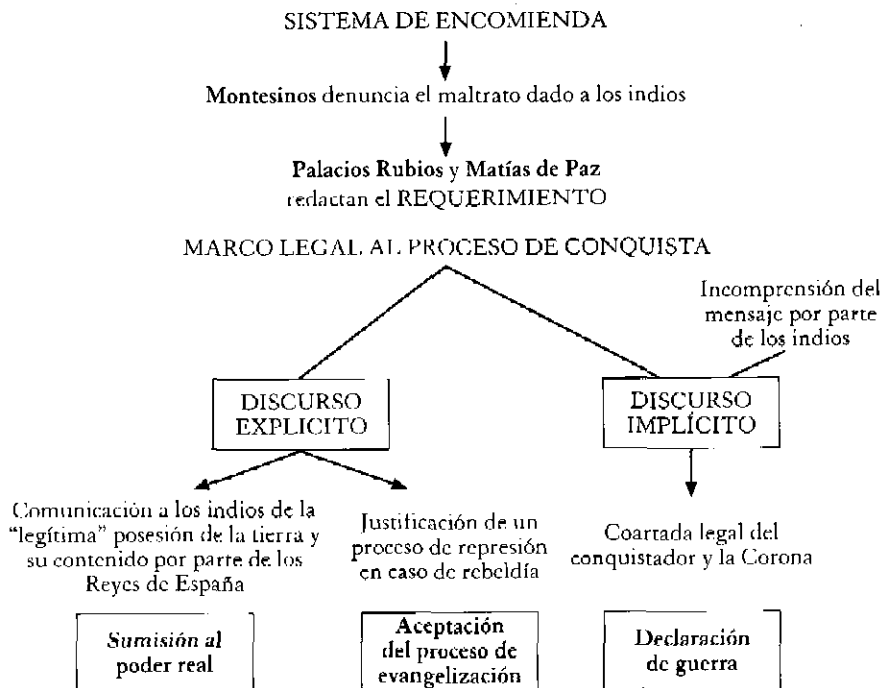 SISTEMA DE ENCOMIENDA
Montesinos denuncia el maltrato dado a los indios
Palacios Rubios y Matías de Paz
redactan el REQUERIMIENTO
MARCO LEGAL AL PROCESO DE CONQUISTA
Incomprensión del
mensaje por parte
de los indios
DISCURSO
EXPLICITO
DISCURSO
IMPLÍCITO
Comunicación a los indios de la
"legítima" posesión de la tierra y
su contenido por parte de los
Reyes de España
Justificación de un
proceso de represión
en caso de rebeldía
Coartada legal del
conquistador y la Corona
Sumisión al
poder real
Aceptación
del proceso de
evangelización
Declaración
de guerra